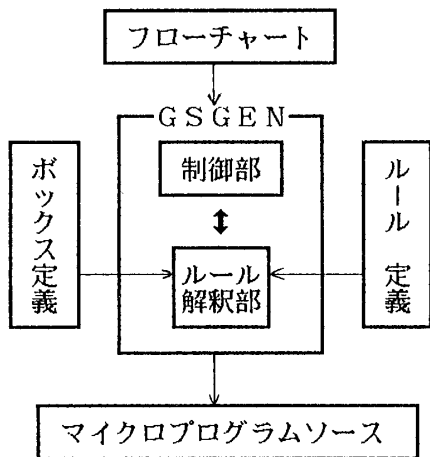 フローチャート
GSGEN
制御部
ボックス定義
ルール
解釈部
ルール 定義
マイクロプログラムソース